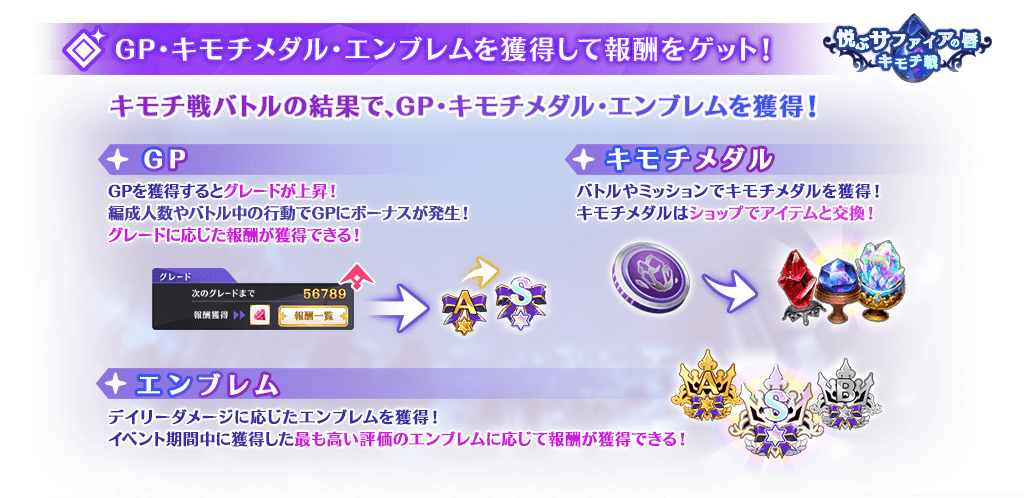 GP・キモチメダル・エンブレムを獲得して報酬をゲット!
悦ぶサファイアの唇
キモチ戦
キモチ戦バトルの結果で、GP・キモチメダル・エンブレムを獲得!
GP
GPを獲得するとグレードが上昇!
編成人数やバトル中の行動でGPにボーナスが発生!
グレードに応じた報酬が獲得できる!
キモチメダル
バトルやミッションでキモチメダルを獲得!
キモチメダルはショップでアイテムと交換!
グレード
次のグレードまで 56789
報酬獲得 報酬一覧
A
S
エンブレム
デイリーダメージに応じたエンブレムを獲得!
イベント期間中に獲得した最も高い評価のエンブレムに応じて報酬が獲得できる!
A
S
B